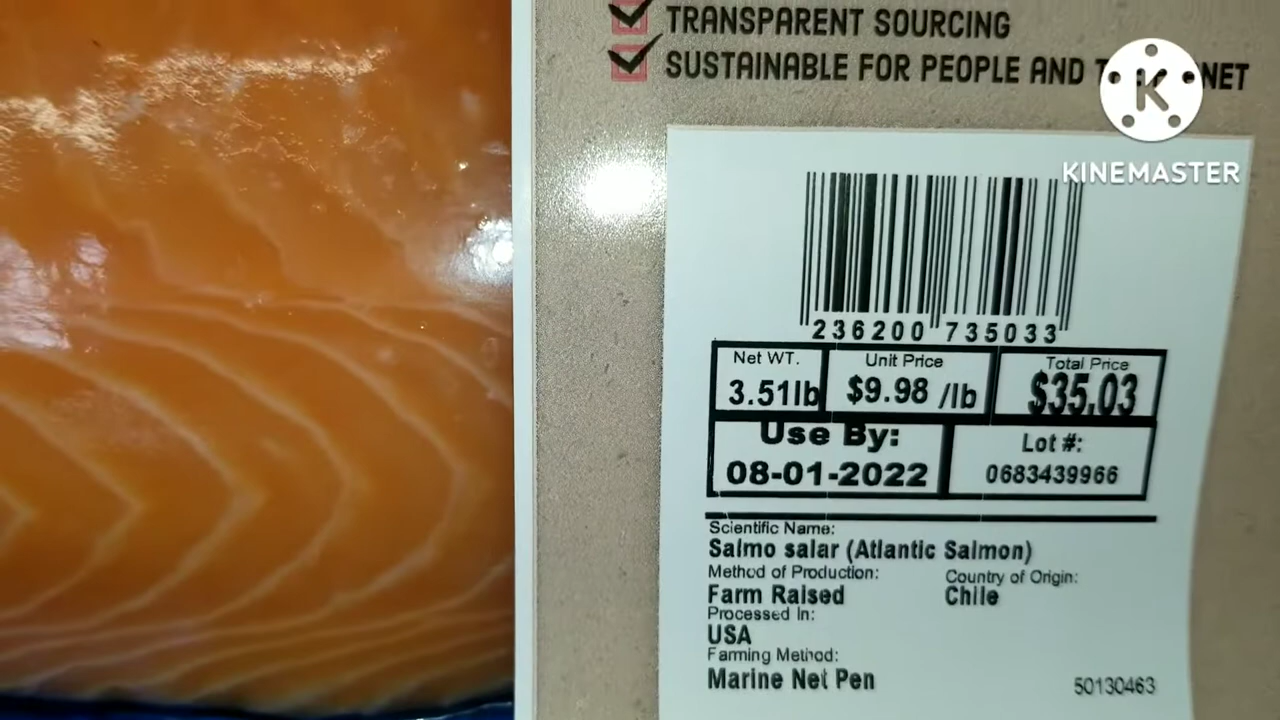 TRANSPARENT SOURCING
SUSTAINABLE FOR PEOPLE AND
K
KINEMASTER
236200 735033
Net WT.
3.51lb
Unit Price
$9.98 /lb
Total Price
$35.03
Use By:
08-01-2022
Lot #:
0683439966
Scientific Name:
Salmo salar (Atlantic Salmon)
Method of Production:
Farm Raised
Country of Origin:
Chile
Processed In:
USA
Farming Method:
Marine Net Pen
50130463